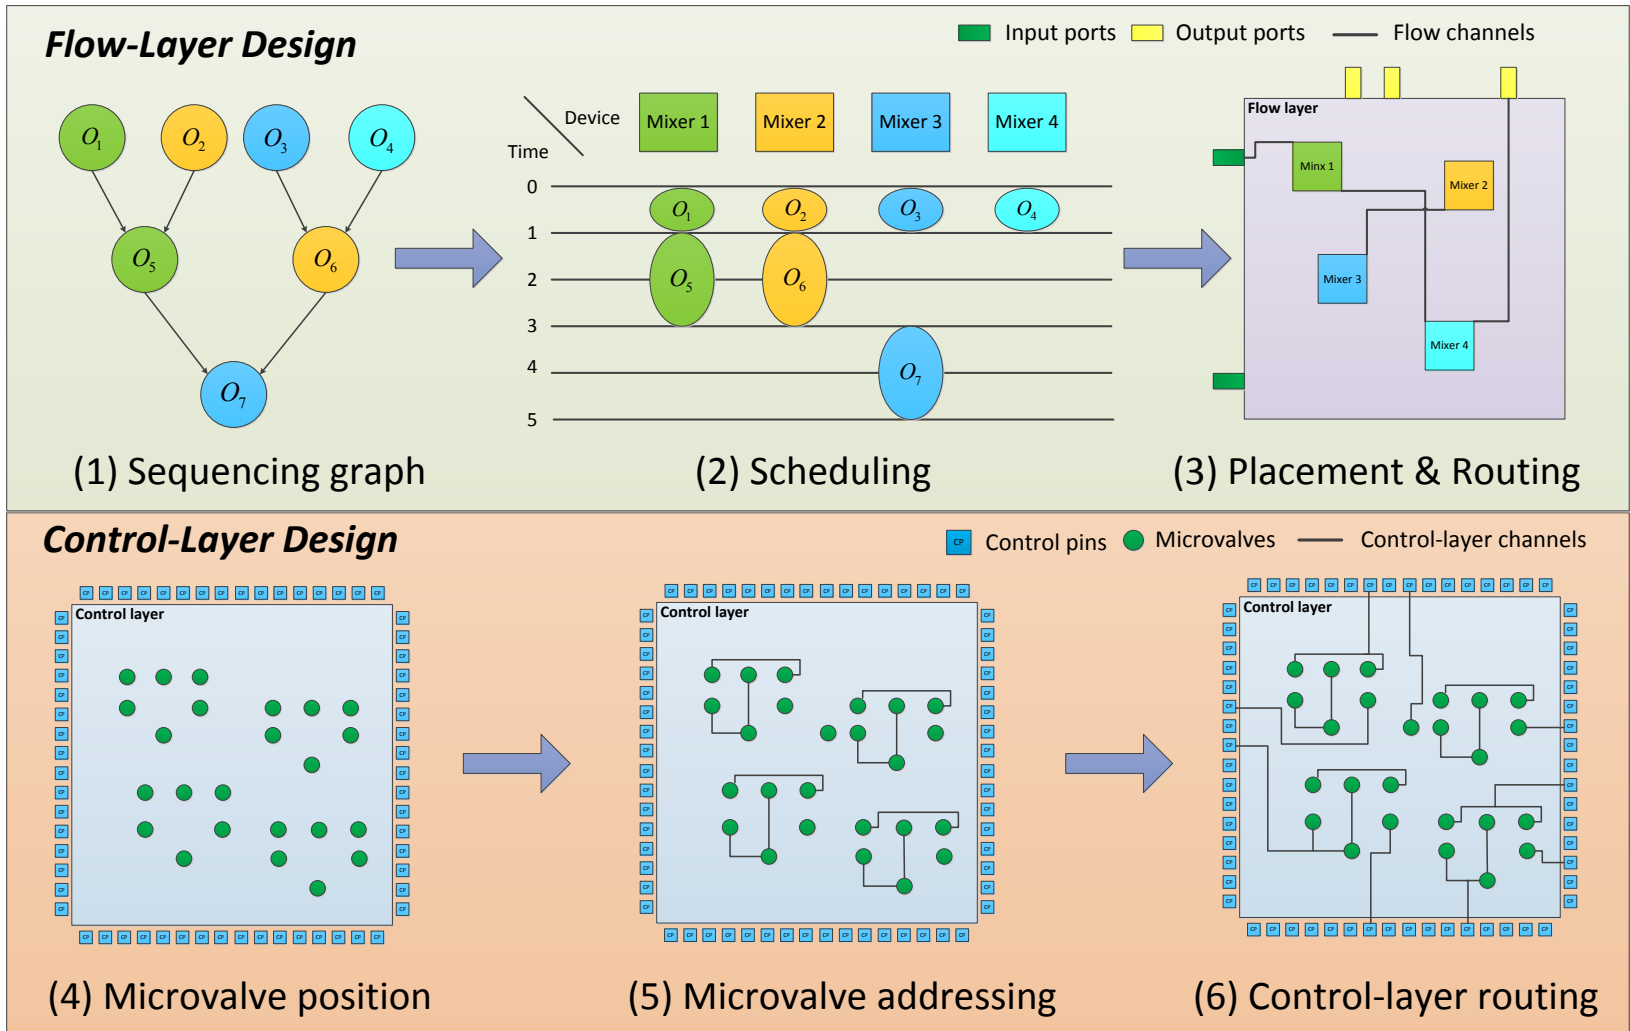 Flow-Layer Design
Input ports
Output ports
Flow channels
O1
O2
O3
O4
O5
O6
O7
(1) Sequencing graph
Device
Time
Mixer 1
Mixer 2
Mixer 3
Mixer 4
0
O1
O2
O3
O4
1
2
O5
O6
3
4
O7
5
(2) Scheduling
Flow layer
Minx 1
Mixer 2
Mixer 3
Mixer 4
(3) Placement & Routing
Control-Layer Design
CP
Control pins
Microvalves
Control-layer channels
Control layer
(4) Microvalve position
Control layer
(5) Microvalve addressing
Control layer
(6) Control-layer routing